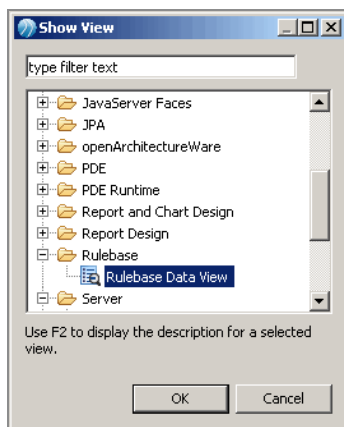 Show View
type filter text
JavaServer Faces
JPA
openArchitectureWare
PDE
PDE Runtime
Report and Chart Design
Report Design
Rulebase
Rulebase Data View
Server
Use F2 to display the description for a selected
view.
OK Cancel